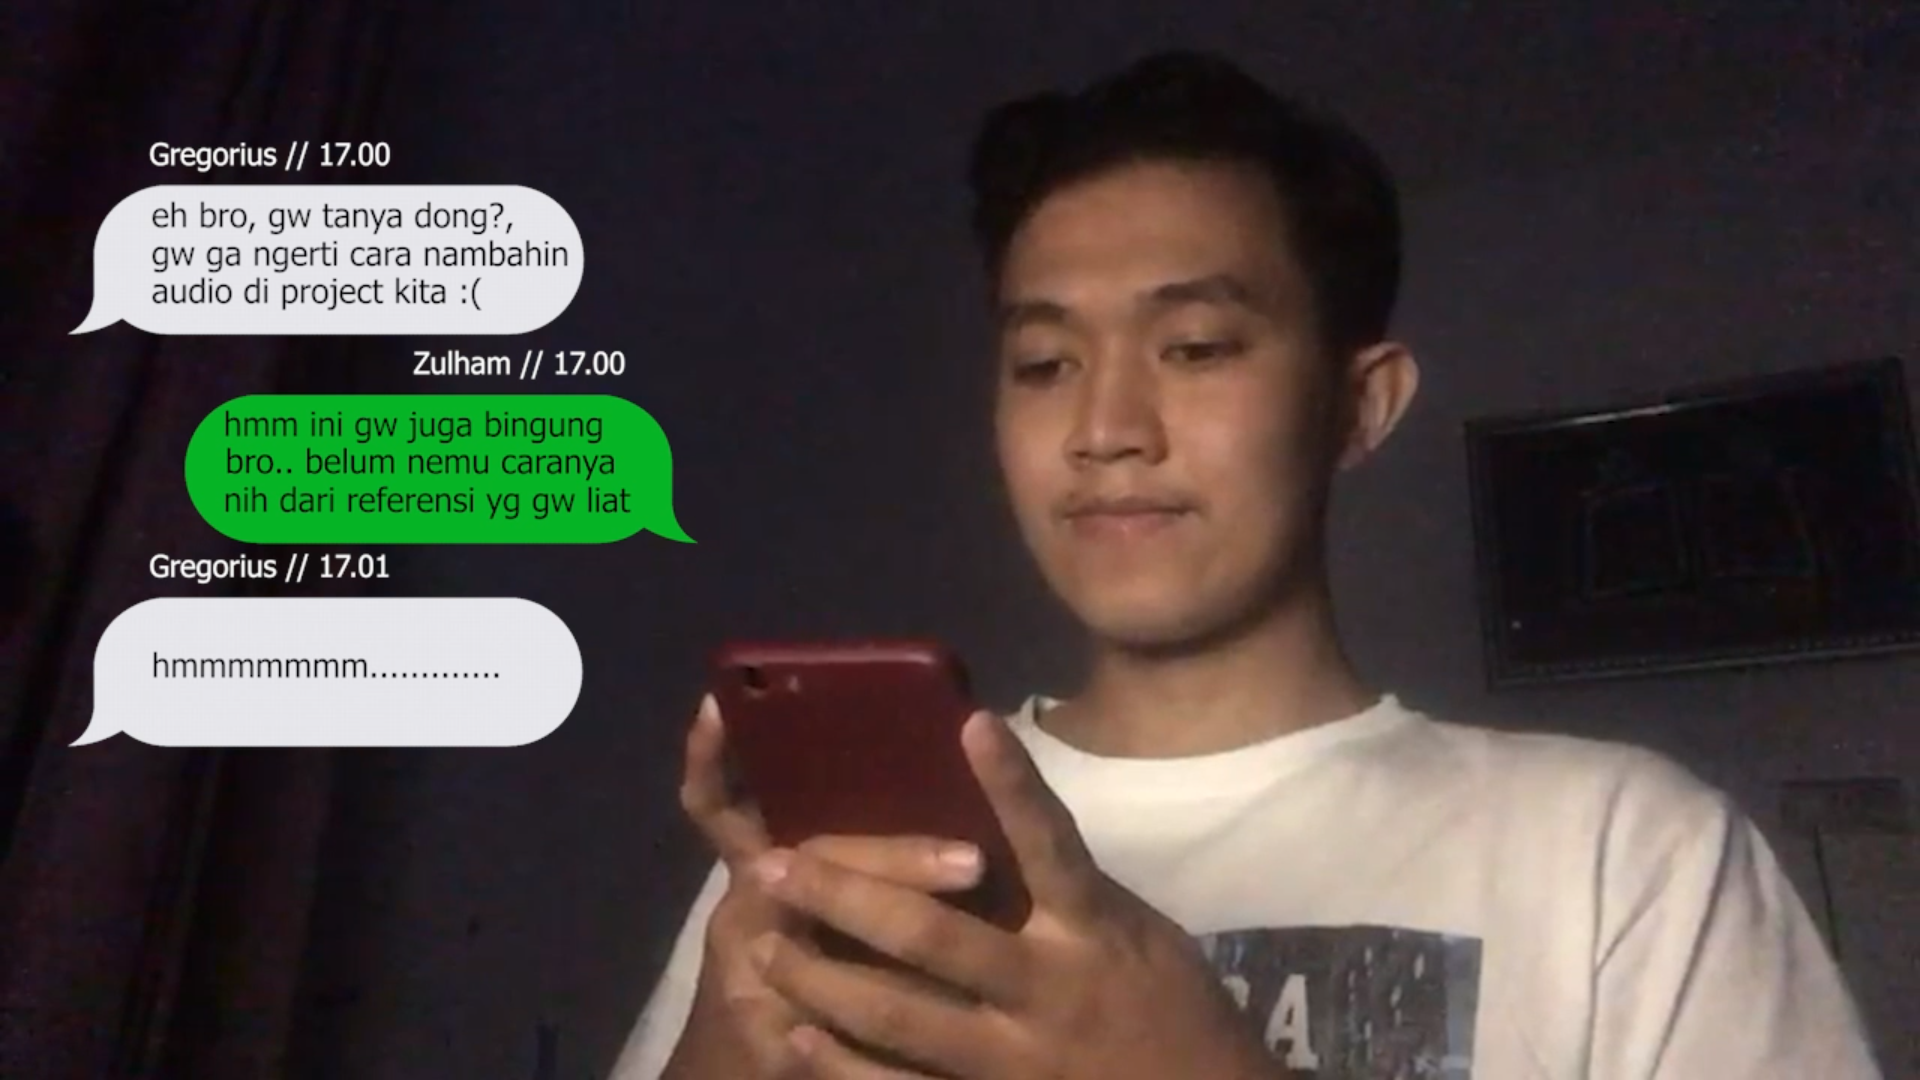 Gregorius // 17.00
eh bro, gw tanya dong?,
gw ga ngerti cara nambahin
audio di project kita :(
Zulham // 17.00
hmm ini gw juga bingung
bro.. belum nemu caranya
nih dari referensi yg gw liat
Gregorius // 17.01
hmmmmmmm.............